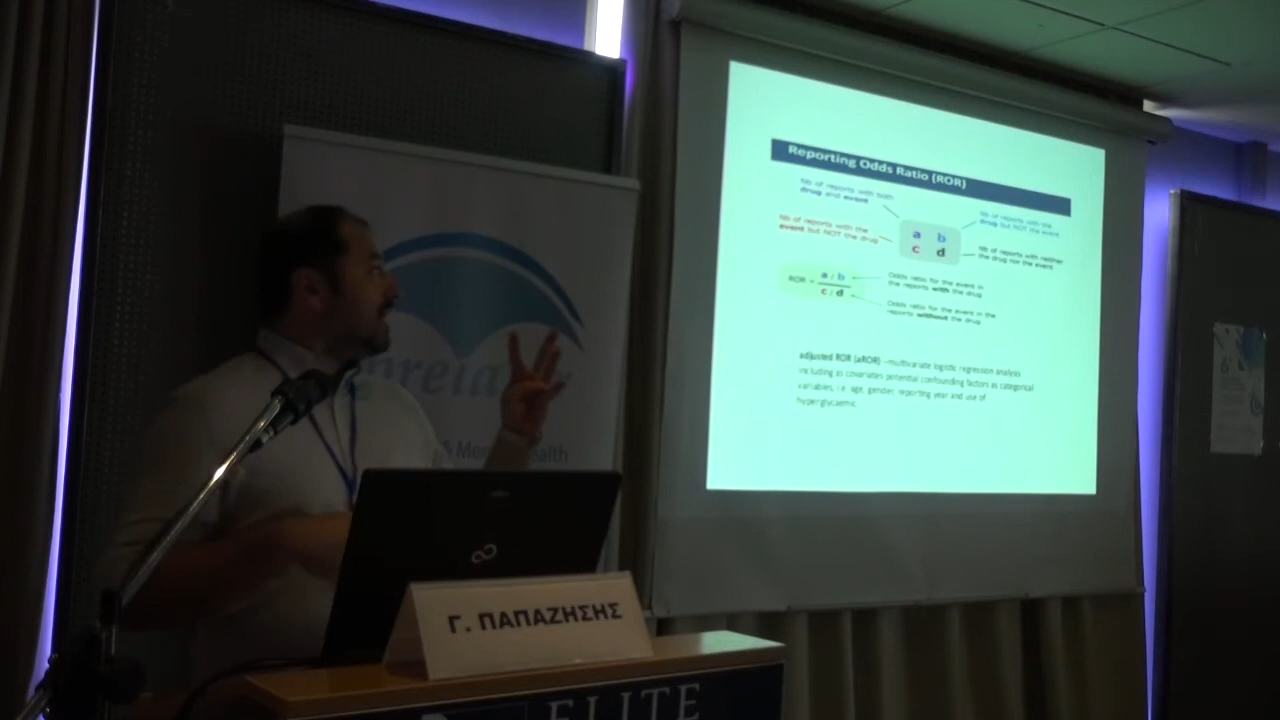 Reporting Odds Ratio (ROR)
Nb of reports with both
drug and event
Nb of reports with the
drug but NOT the event
Nb of reports with the
event but NOT the drug
a b
c d
Nb of reports with neither
the drug nor the event
ROR = a / b
c / d
Odds ratio for the event in
the reports with the drug
Odds ratio for the event in the
reports without the drug
adjusted ROR (aROR) –multivariate logistic regression analysis
including as covariates potential confounding factors as categorical
variables, i.e. age, gender, reporting year and use of
hyperglycaemic.
& Mental Health
Γ. ΠΑΠΑΖΗΣΗΣ
ELITE